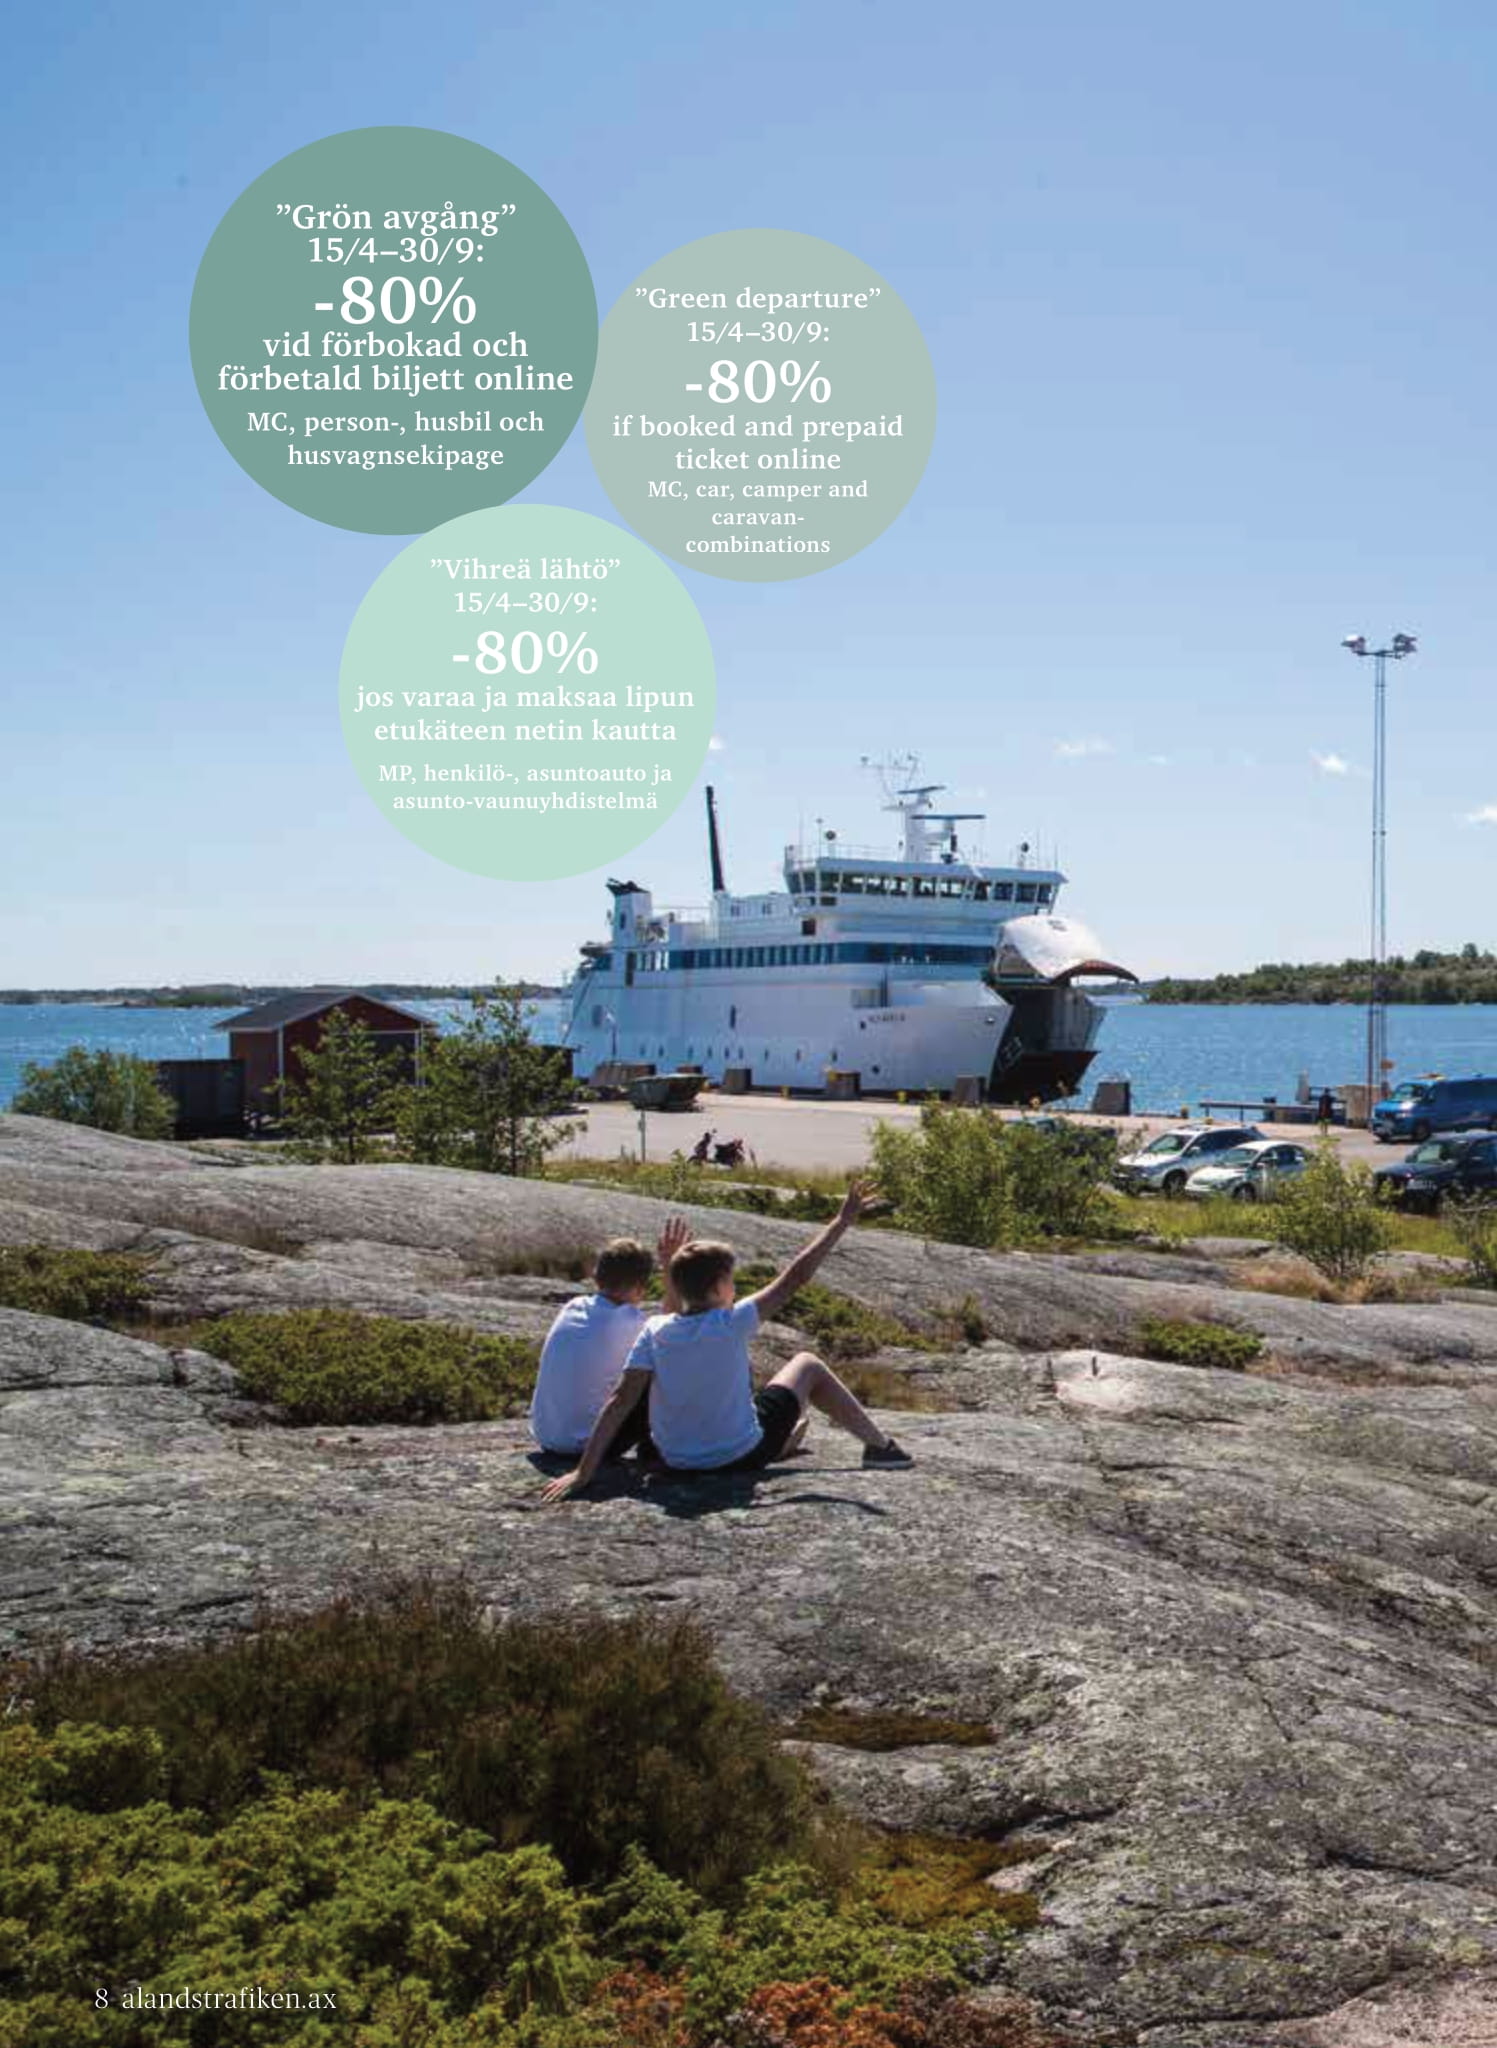 ”Grön avgång”
15/4–30/9:
-80%
vid förbokad och
förbetald biljett online
MC, person-, husbil och
husvagnsekipage
”Green departure”
15/4–30/9:
-80%
if booked and prepaid
ticket online
MC, car, camper and
caravan-
combinations
”Vihreä lähtö”
15/4–30/9:
-80%
jos varaa ja maksaa lipun
etukäteen netin kautta
MP, henkilö-, asuntoauto ja
asunto-vaunuyhdistelmä
8 alandstrafiken.ax